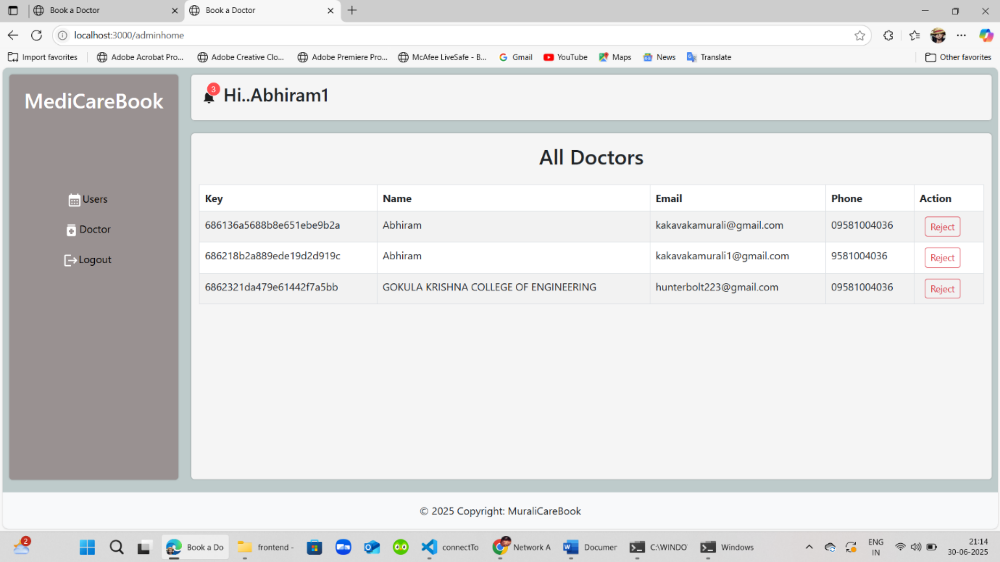 Book a Doctor
Book a Doctor
localhost:3000/adminhome
Import favorites
Adobe Acrobat Pro...
Adobe Creative Clo...
Adobe Premiere Pro...
McAfee LiveSafe - B...
Gmail
YouTube
Maps
News
Translate
Other favorites
MediCareBook
Users
Doctor
Logout
3
Hi..Abhiram1
All Doctors
Key Name Email Phone Action
686136a5688b8e651ebe9b2a Abhiram kakavakamurali@gmail.com 09581004036 Reject
686218b2a889ede19d2d919c Abhiram kakavakamurali1@gmail.com 9581004036 Reject
6862321da479e61442f7a5bb GOKULA KRISHNA COLLEGE OF ENGINEERING hunterbolt223@gmail.com 09581004036 Reject
© 2025 Copyright: MuraliCareBook
2
Book a Do
frontend -
connectTo
Network A
Documer
C:\WINDO
Windows
ENG
IN
21:14
30-06-2025